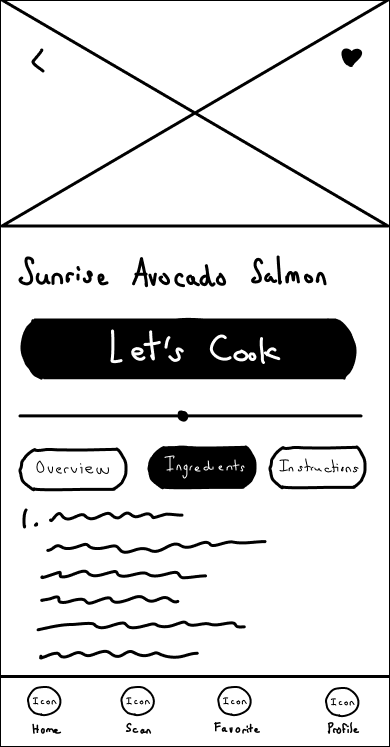 Sunrise Avocado Salmon
Let's Cook
Overview Ingredients Instructions
1.
Icon Icon Icon Icon
Home Scan Favorite Profile